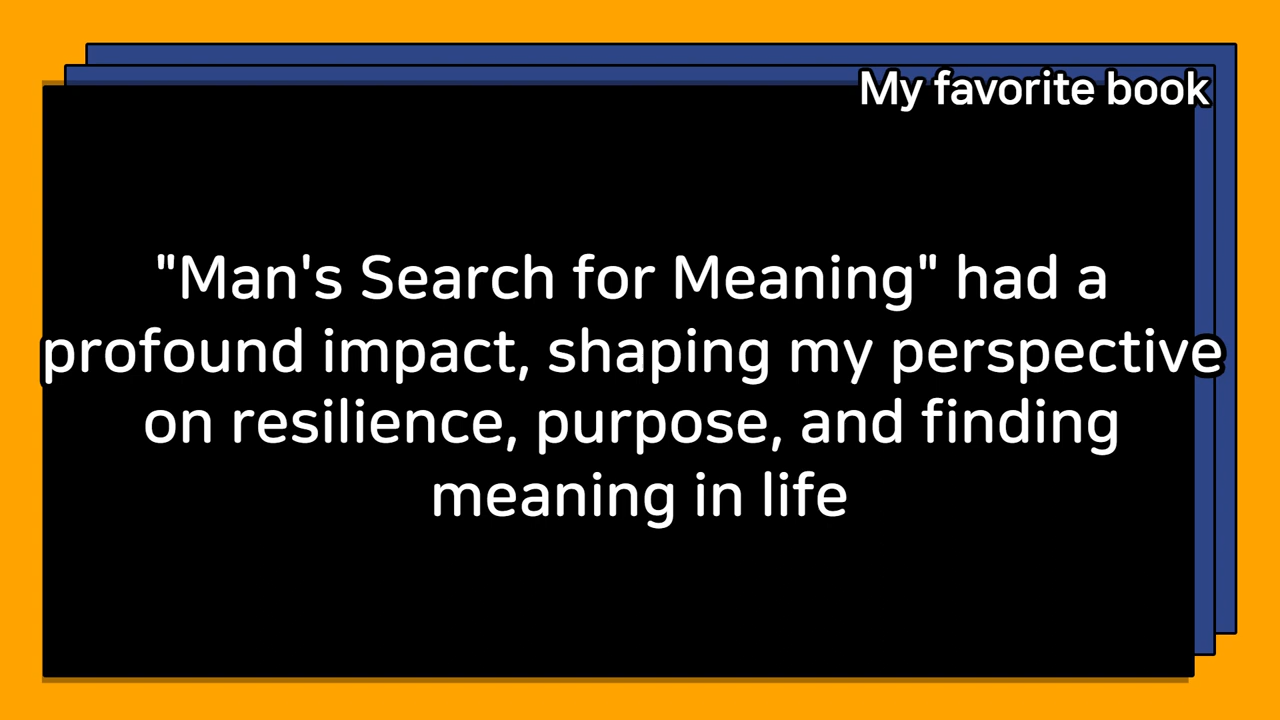 My favorite book
"Man's Search for Meaning" had a
profound impact, shaping my perspective
on resilience, purpose, and finding
meaning in life